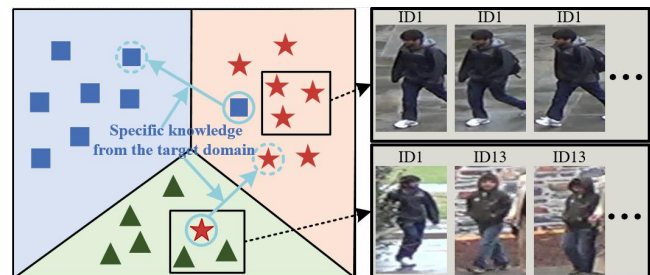 ID1 ID1 ID1
Specific knowledge
from the target domain
ID1 ID13 ID13